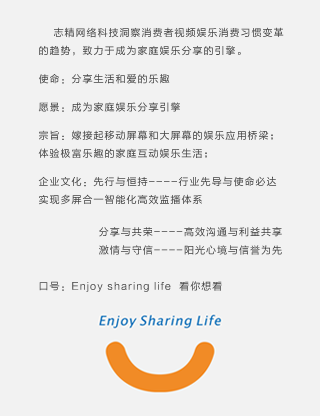 志精网络科技洞察消费者视频娱乐消费习惯变革
的趋势，致力于成为家庭娱乐分享的引擎。
使命：分享生活和爱的乐趣
愿景：成为家庭娱乐分享引擎
宗旨：嫁接起移动屏幕和大屏幕的娱乐应用桥梁；
体验极富乐趣的家庭互动娱乐生活；
企业文化：先行与恒持----行业先导与使命必达
实现多屏合一智能化高效监播体系
分享与共荣----高效沟通与利益共享
激情与守信----阳光心境与信誉为先
口号：Enjoy sharing life 看你想看
Enjoy Sharing Life